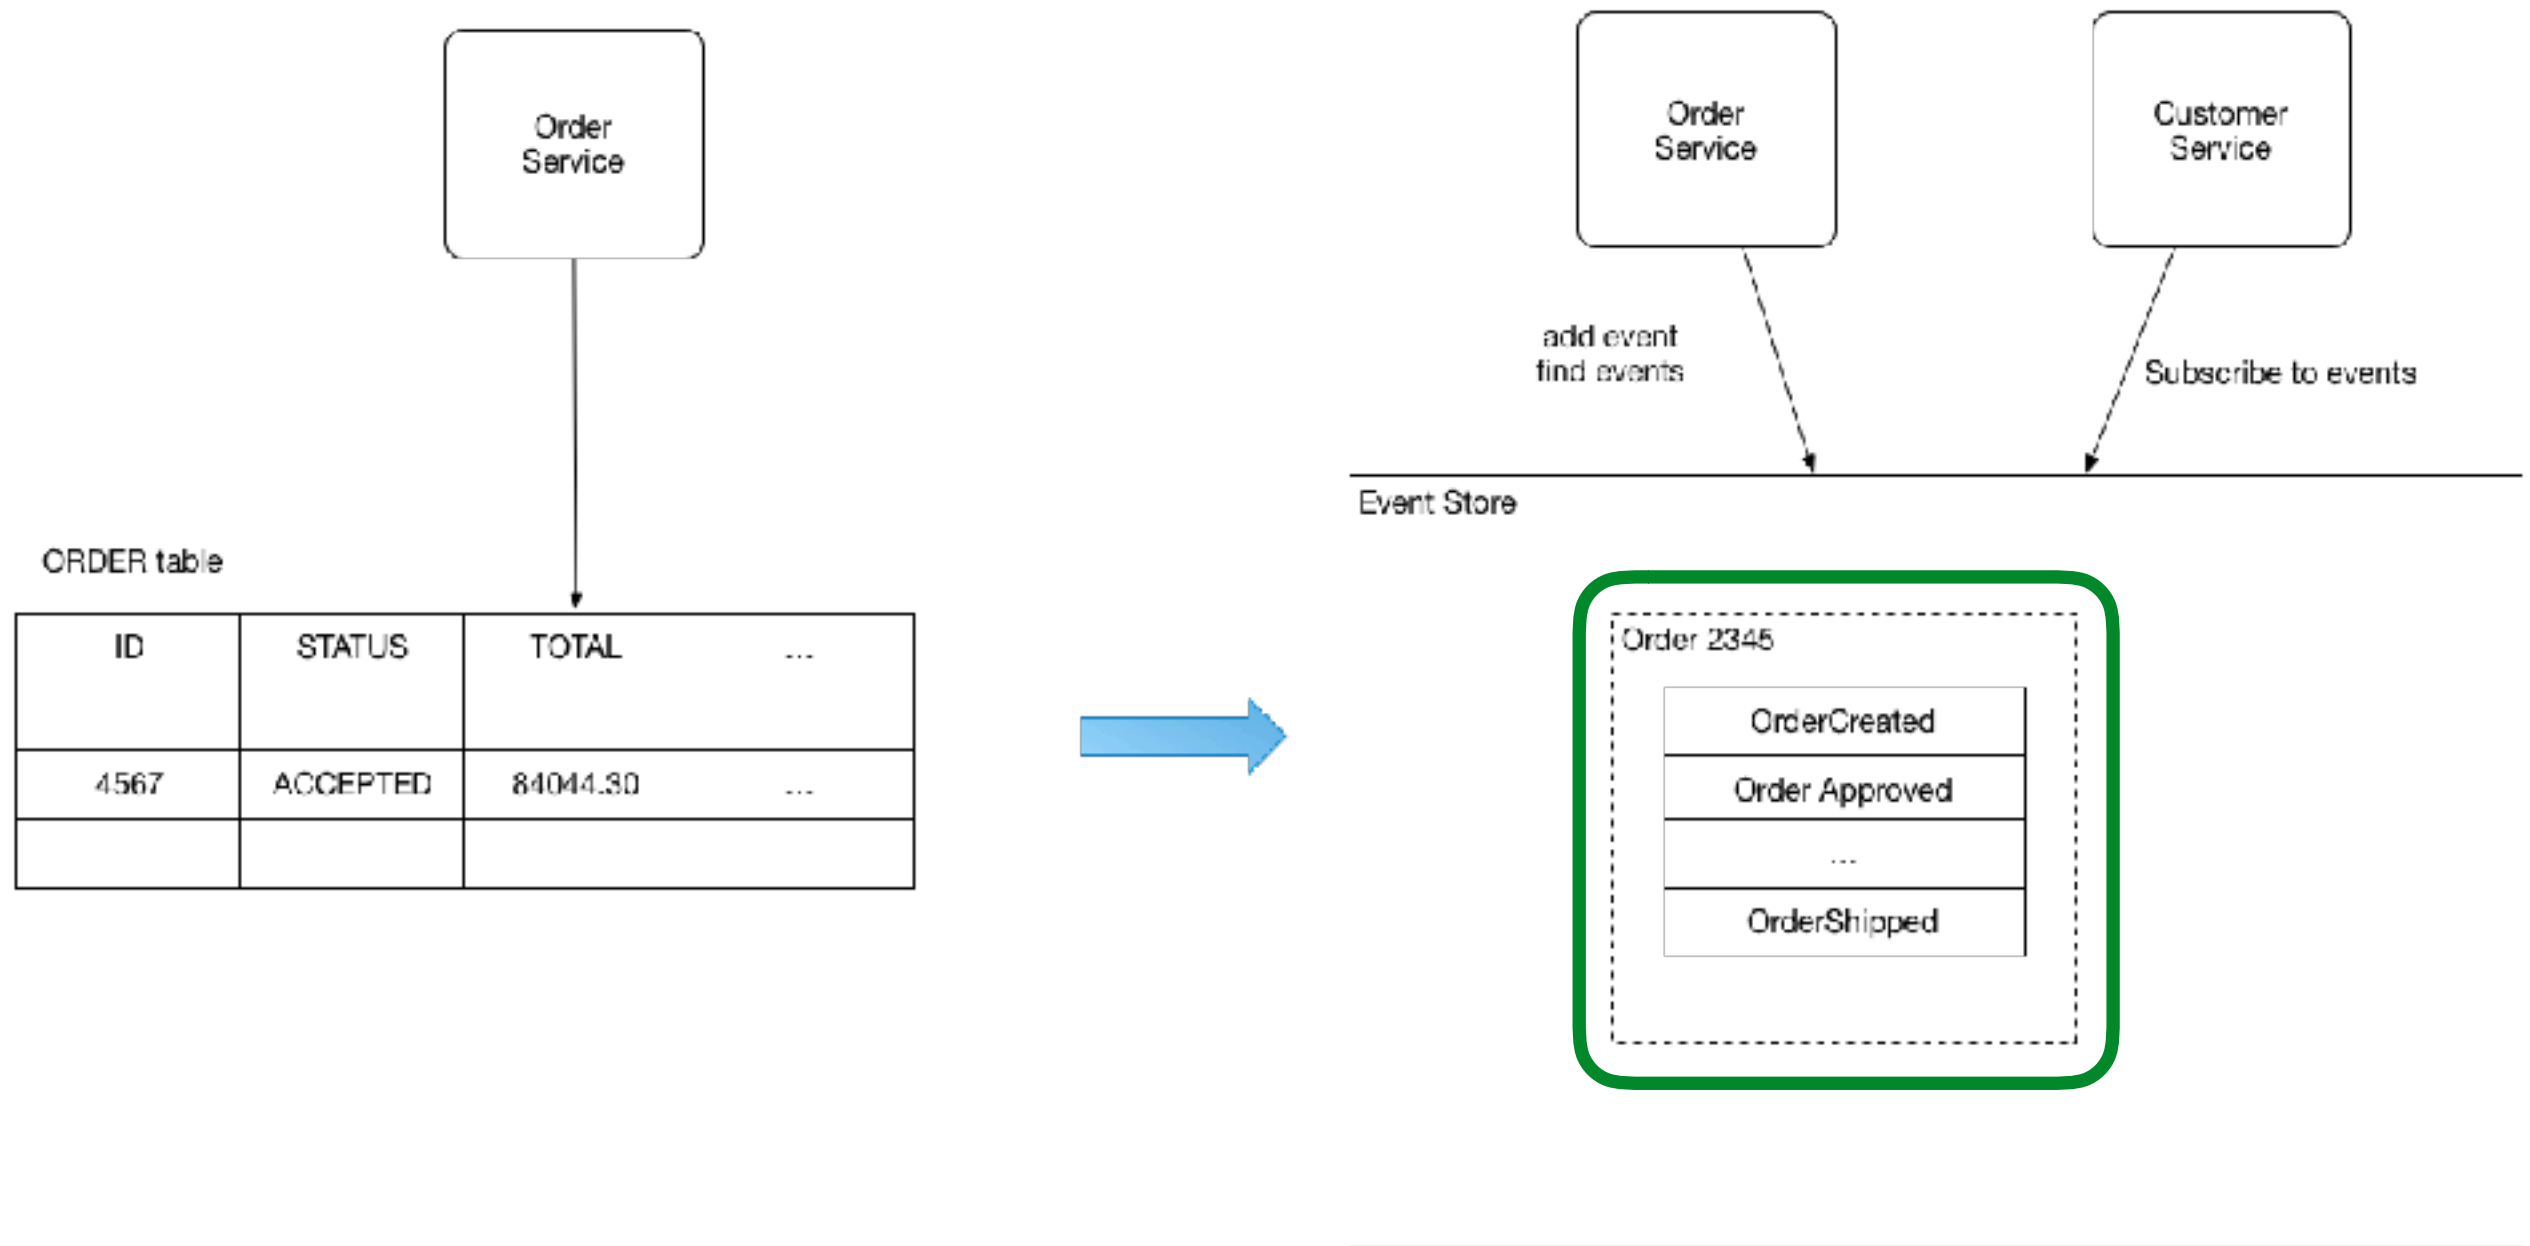 Order
Service
ORDER table
ID STATUS TOTAL ...
4567 ACCEPTED 84044.30 ...
Order
Service
Customer
Service
add event
find events
Subscribe to events
Event Store
Order 2345
OrderCreated
Order Approved
...
OrderShipped